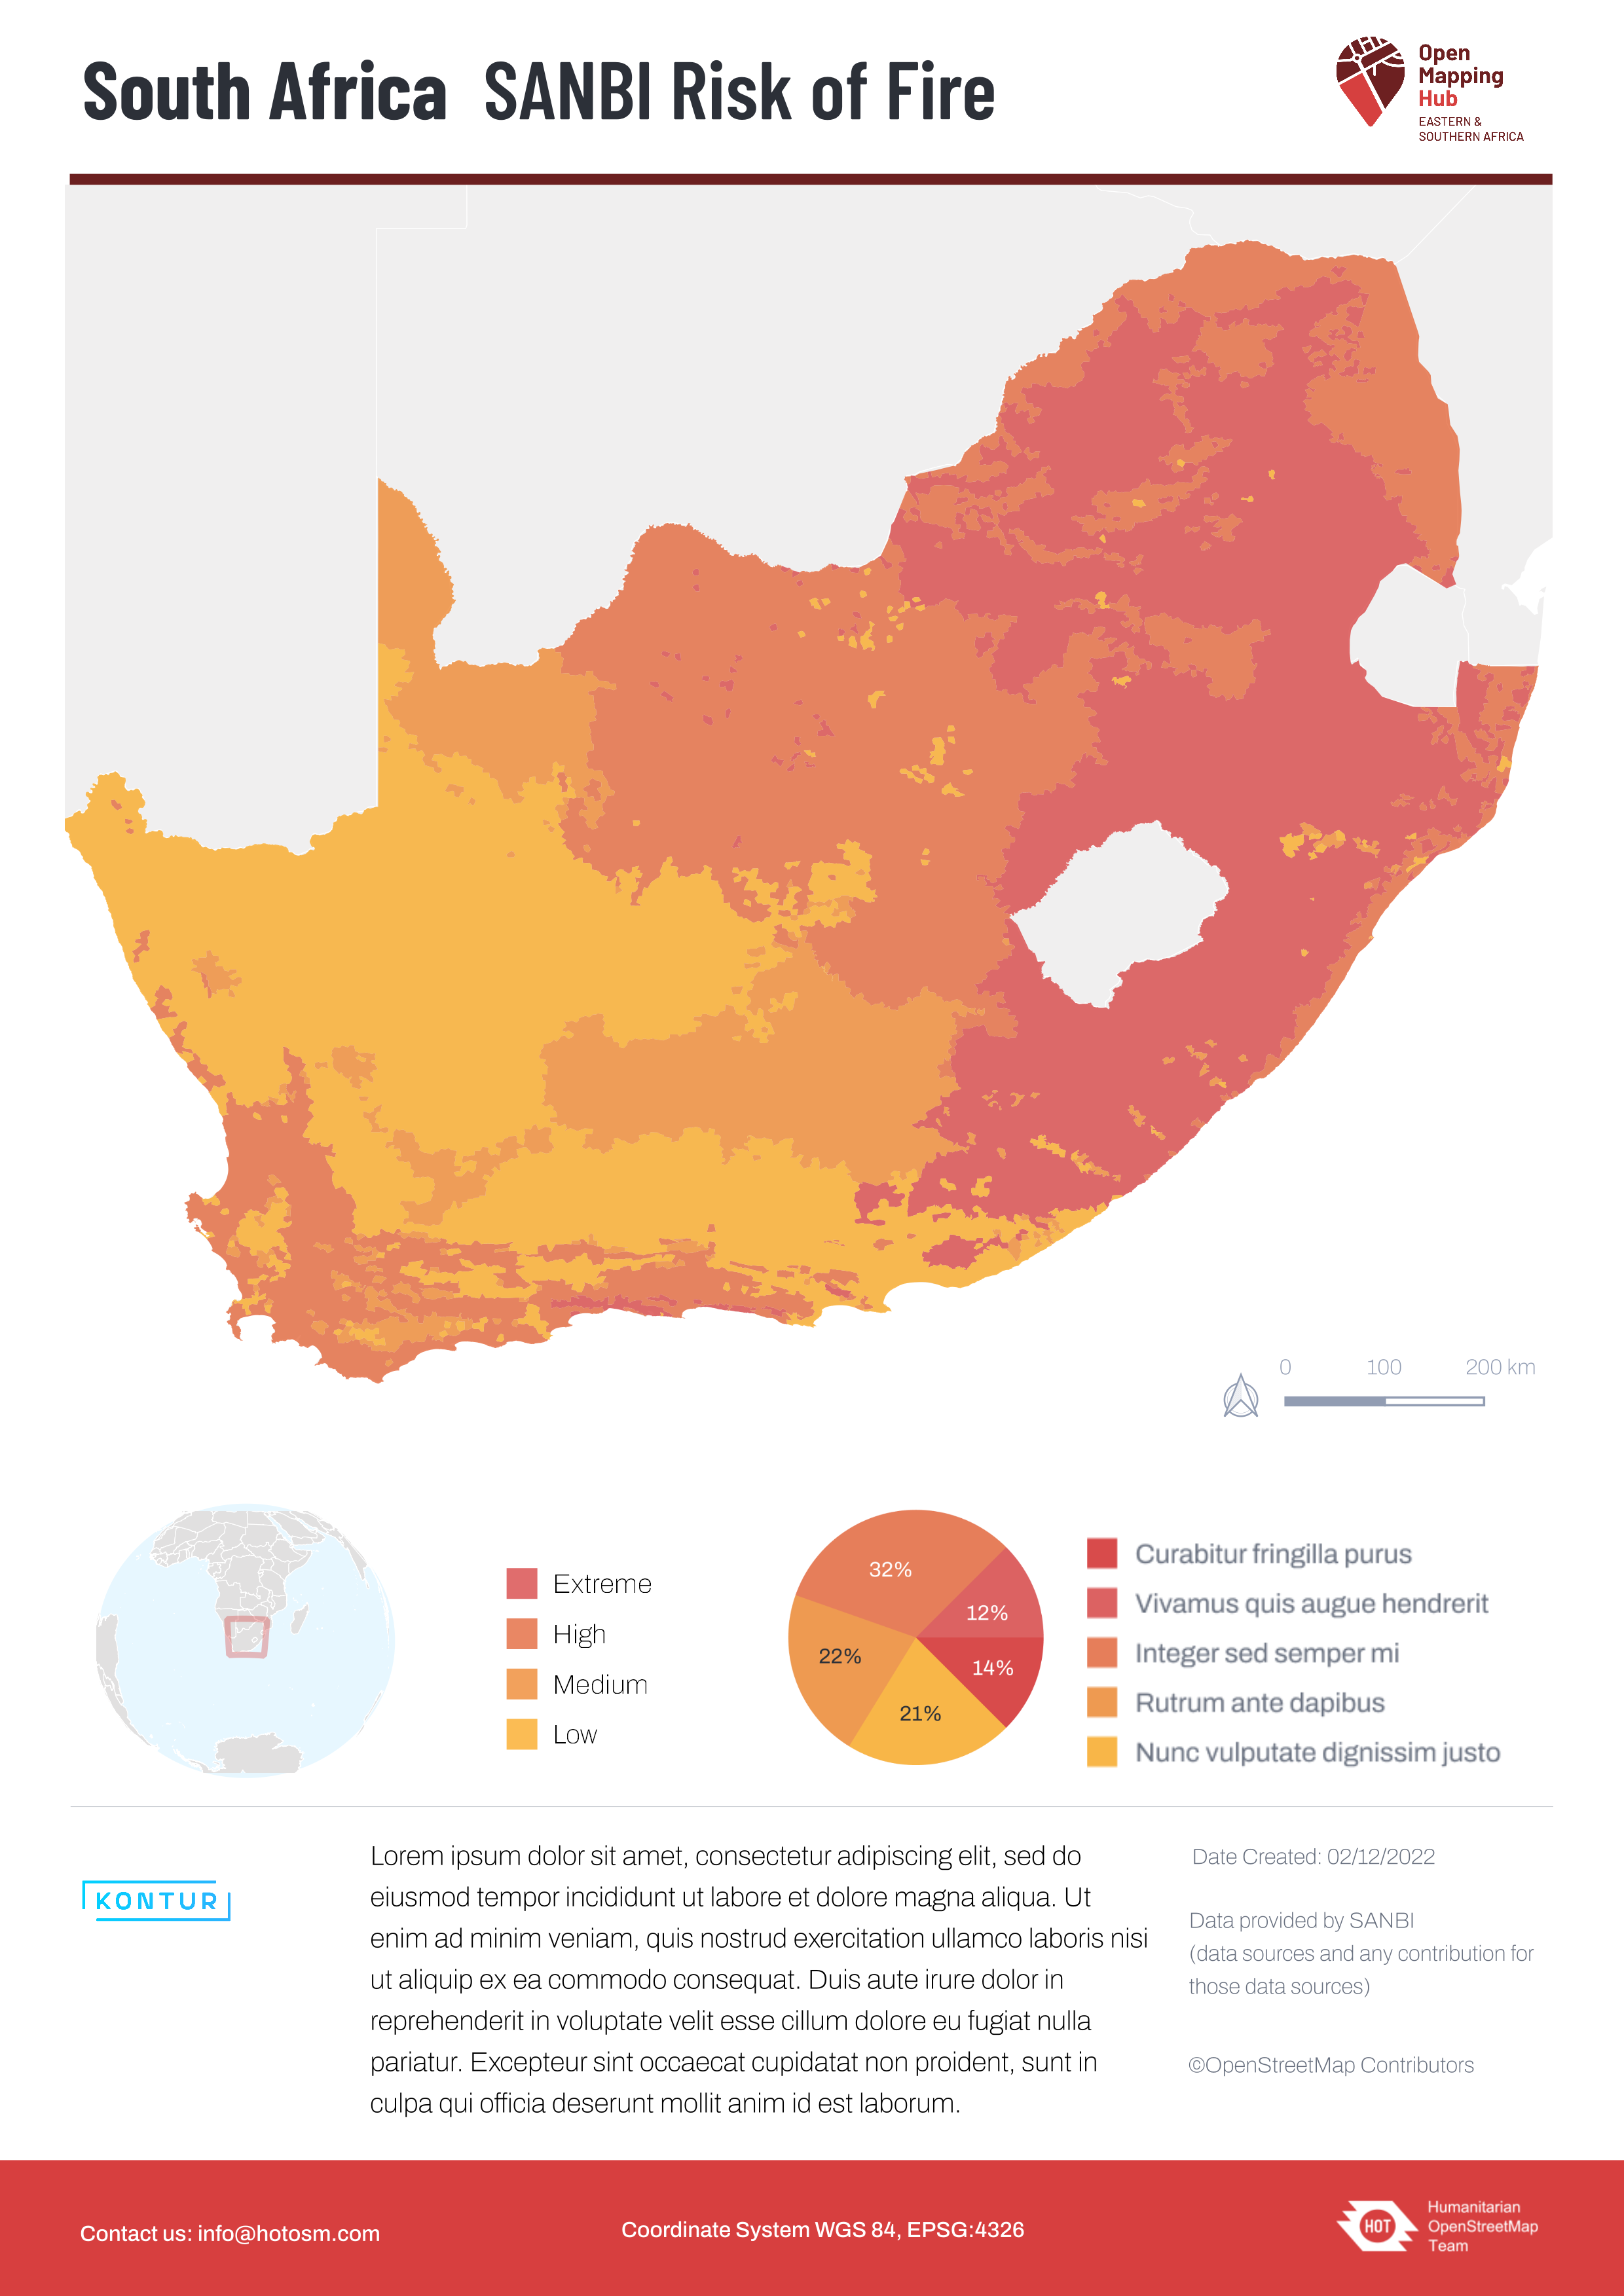 South Africa SANBI Risk of Fire
Open
Mapping
Hub
EASTERN &
SOUTHERN AFRICA
0 100 200 km
Extreme
High
Medium
Low
32%
12%
22%
14%
21%
Curabitur fringilla purus
Vivamus quis augue hendrerit
Integer sed semper mi
Rutrum ante dapibus
Nunc vulputate dignissim justo
KONTUR
Lorem ipsum dolor sit amet, consectetur adipiscing elit, sed do
eiusmod tempor incididunt ut labore et dolore magna aliqua. Ut
enim ad minim veniam, quis nostrud exercitation ullamco laboris nisi
ut aliquip ex ea commodo consequat. Duis aute irure dolor in
reprehenderit in voluptate velit esse cillum dolore eu fugiat nulla
pariatur. Excepteur sint occaecat cupidatat non proident, sunt in
culpa qui officia deserunt mollit anim id est laborum.
Date Created: 02/12/2022
Data provided by SANBI
(data sources and any contribution for
those data sources)
©OpenStreetMap Contributors
Contact us: info@hotosm.com
Coordinate System WGS 84, EPSG:4326
HOT
Humanitarian
OpenStreetMap
Team